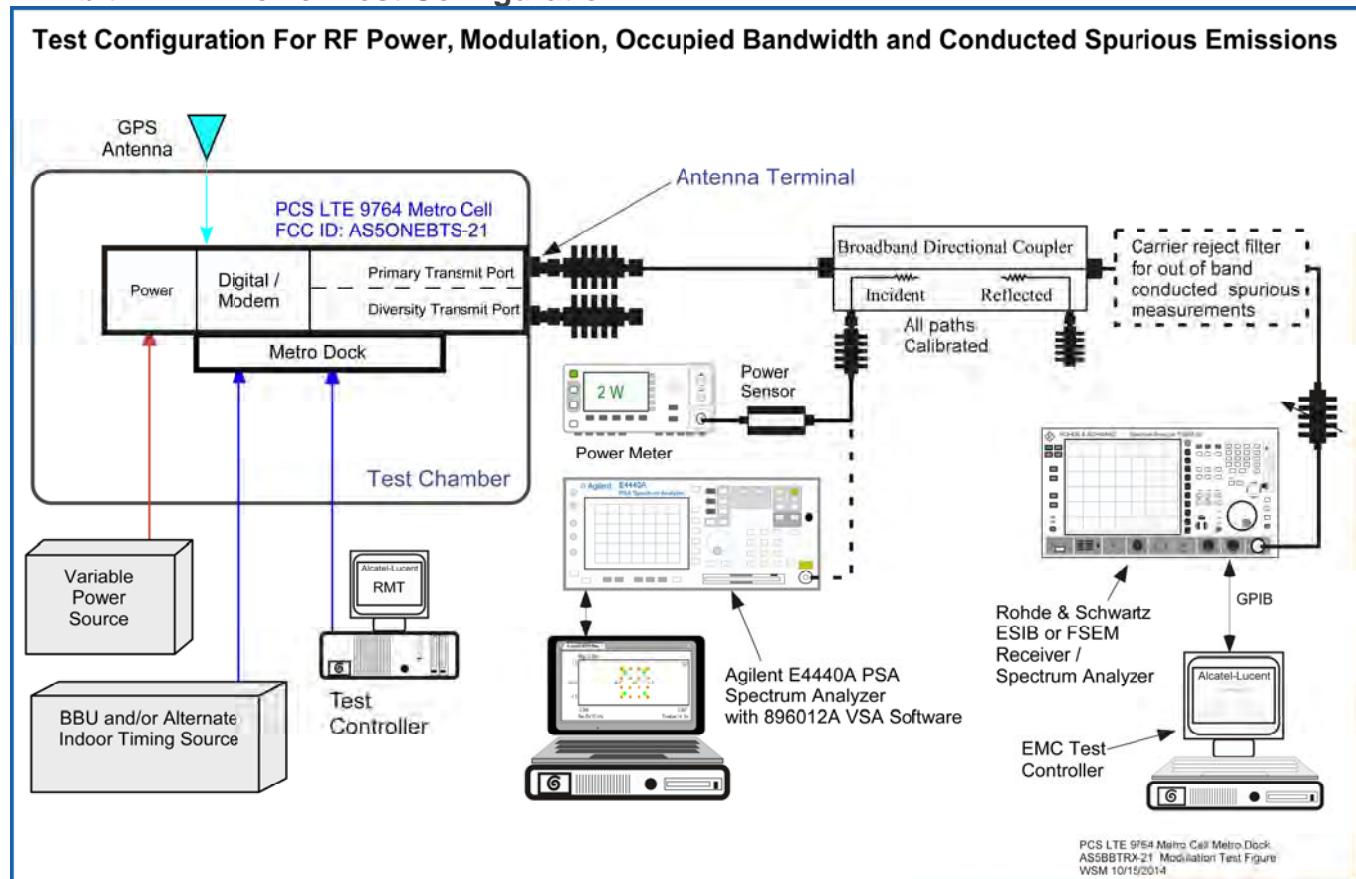 Test Configuration For RF Power, Modulation, Occupied Bandwidth and Conducted Spurious Emissions
GPS
Antenna
Antenna Terminal
PCS LTE 9764 Metro Cell
FCC ID: AS5ONEBTS-21
Power
Digital /
Modem
Primary Transmit Port
Diversity Transmit Port
Metro Dock
Test Chamber
Broadband Directional Coupler
Incident
Reflected
All paths
Calibrated
Carrier reject filter
for out of band
conducted spurious
measurements
2 W
Power
Sensor
Power Meter
Agilent E4440A
PSA Spectrum Analyzer
ROHDE & SCHWARZ
Variable
Power
Source
Alcatel-Lucent
RMT
Test
Controller
BBU and/or Alternate
Indoor Timing Source
Agilent E4440A PSA
Spectrum Analyzer
with 896012A VSA Software
Rohde & Schwartz
ESIB or FSEM
Receiver /
Spectrum Analyzer
GPIB
Alcatel-Lucent
EMC Test
Controller
PCS LTE 9764 Metro Cell Metro Dock
AS5BBTRX-21 Modulation Test Figure
WSM 10/15/2014